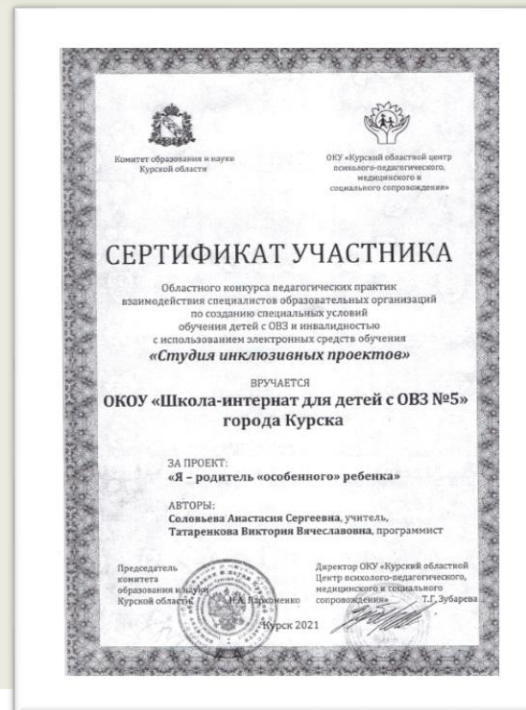 Комитет образования и науки
Курской области
ОКУ «Курский областной центр
психолого-педагогического,
медицинского и
социального сопровождения»
СЕРТИФИКАТ УЧАСТНИКА
Областного конкурса педагогических практик
взаимодействия специалистов образовательных организаций
по созданию специальных условий
обучения детей с ОВЗ и инвалидностью
с использованием электронных средств обучения
«Студия инклюзивных проектов»
ВРУЧАЕТСЯ
ОКОУ «Школа-интернат для детей с ОВЗ №5»
города Курска
ЗА ПРОЕКТ:
«Я – родитель «особенного» ребенка»
АВТОРЫ:
Соловьева Анастасия Сергеевна, учитель,
Татаренкова Виктория Вячеславовна, программист
Председатель
комитета
образования и науки
Курской области
Н.А. Пархоменко
Директор ОКУ «Курский областной
Центр психолого-педагогического,
медицинского и социального
сопровождения» Т.Г. Зубарева
Курск 2021